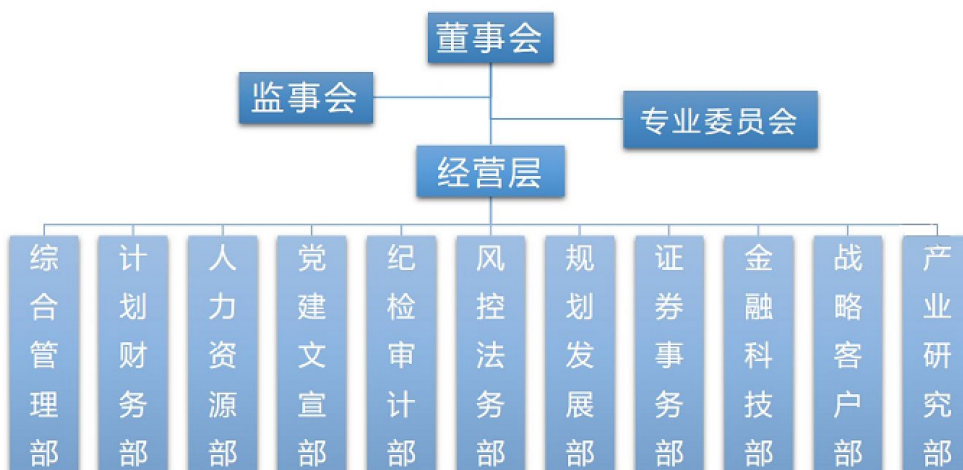 董事会
监事会
专业委员会
经营层
综合管理部
计划财务部
人力资源部
党建文宣部
纪检审计部
风控法务部
规划发展部
证券事务部
金融科技部
战略客户部
产业研究部